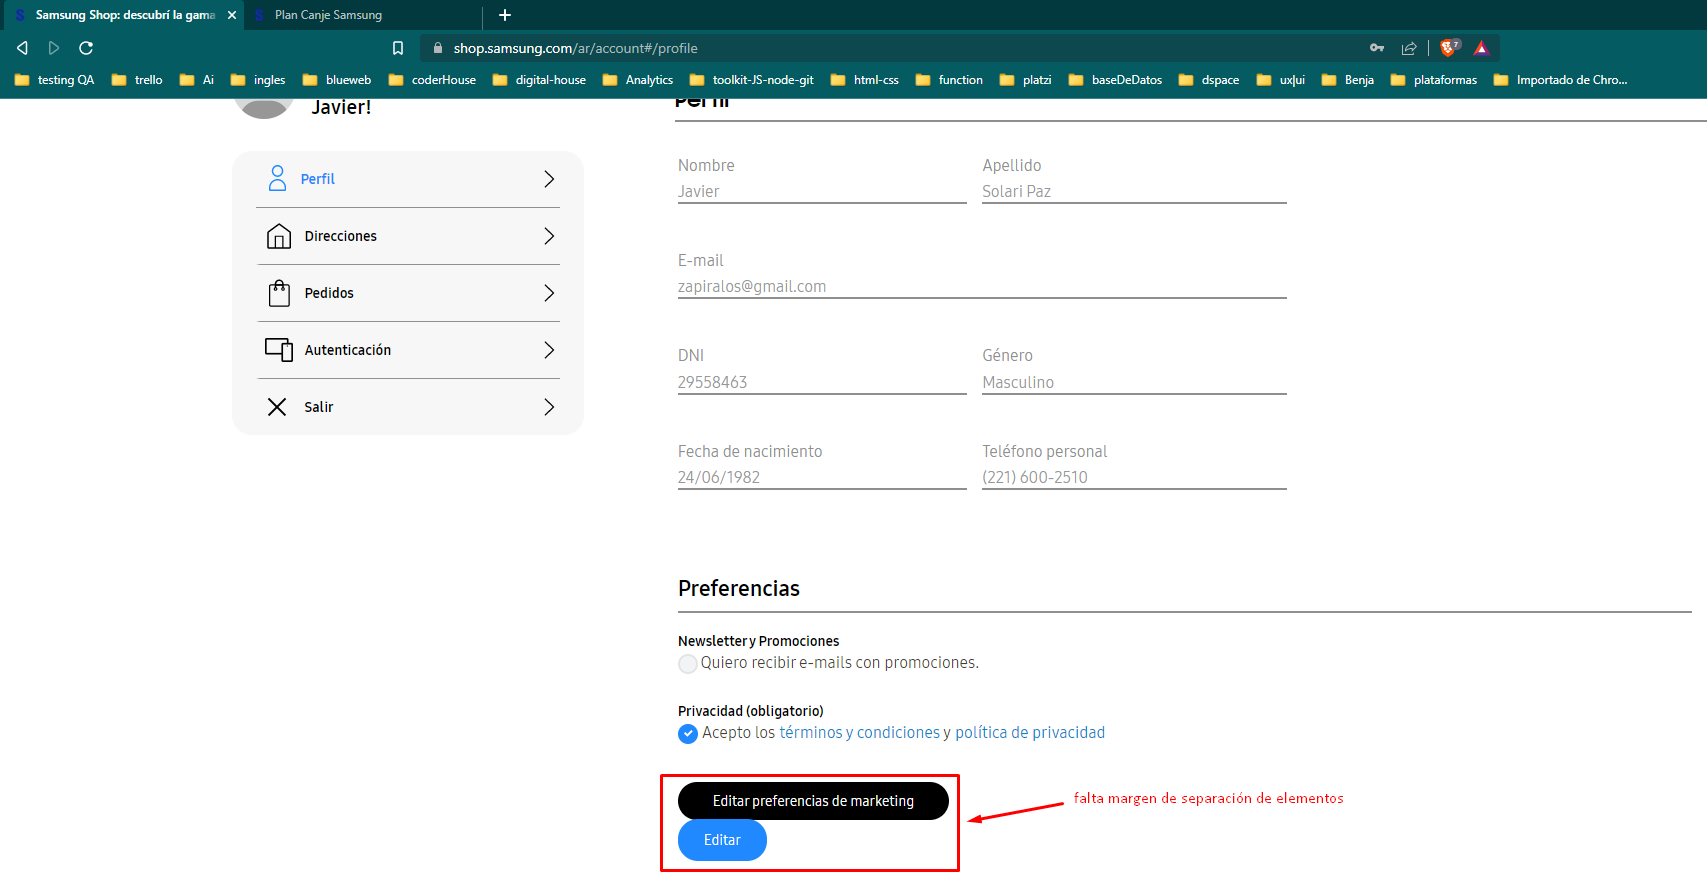 Samsung Shop: descubrí la gama
Plan Canje Samsung
shop.samsung.com/ar/account#/profile
7
testing QA
trello
Ai
ingles
blueweb
coderHouse
digital-house
Analytics
toolkit-JS-node-git
html-css
function
platzi
baseDeDatos
dspace
ux|ui
Benja
plataformas
Importado de Chro...
Javier!
Perfil
Direcciones
Pedidos
Autenticación
Salir
Perfil
Nombre
Javier
Apellido
Solari Paz
E-mail
zapiralos@gmail.com
DNI
29558463
Género
Masculino
Fecha de nacimiento
24/06/1982
Teléfono personal
(221) 600-2510
Preferencias
Newsletter y Promociones
Quiero recibir e-mails con promociones.
Privacidad (obligatorio)
Acepto los términos y condiciones y política de privacidad
Editar preferencias de marketing
Editar
falta margen de separación de elementos